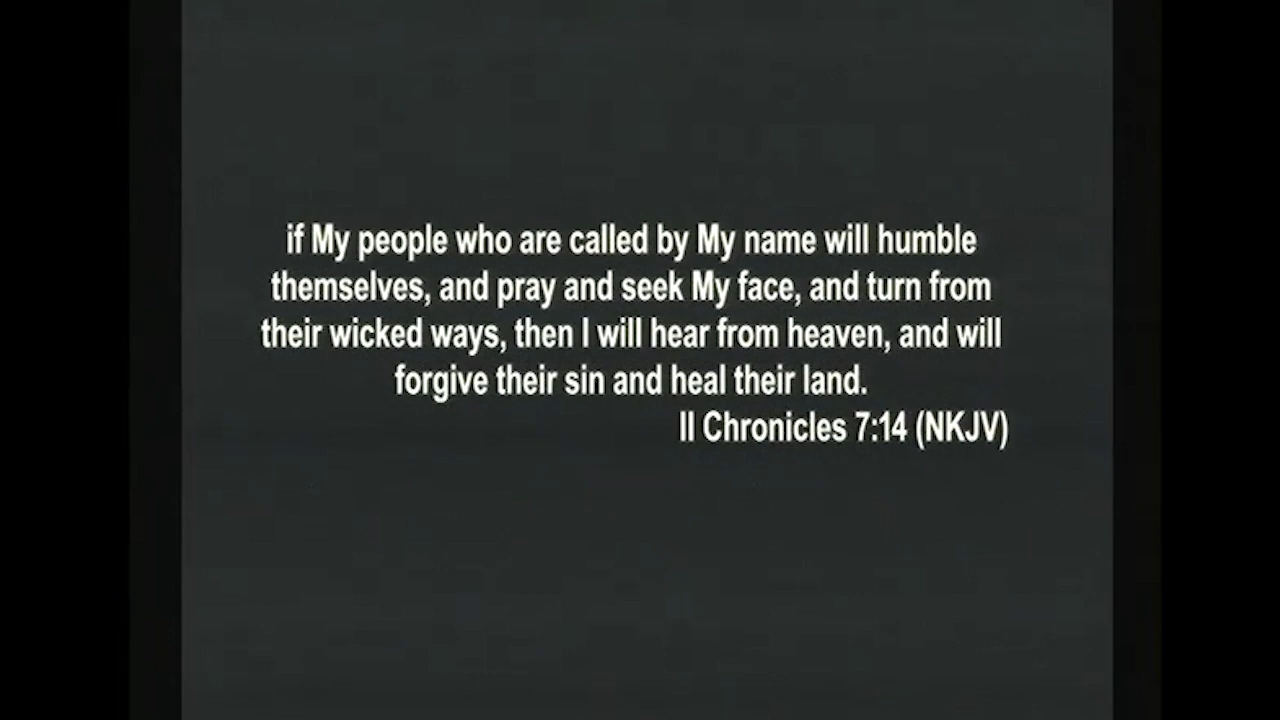 if My people who are called by My name will humble
themselves, and pray and seek My face, and turn from
their wicked ways, then I will hear from heaven, and will
forgive their sin and heal their land.
II Chronicles 7:14 (NKJV)